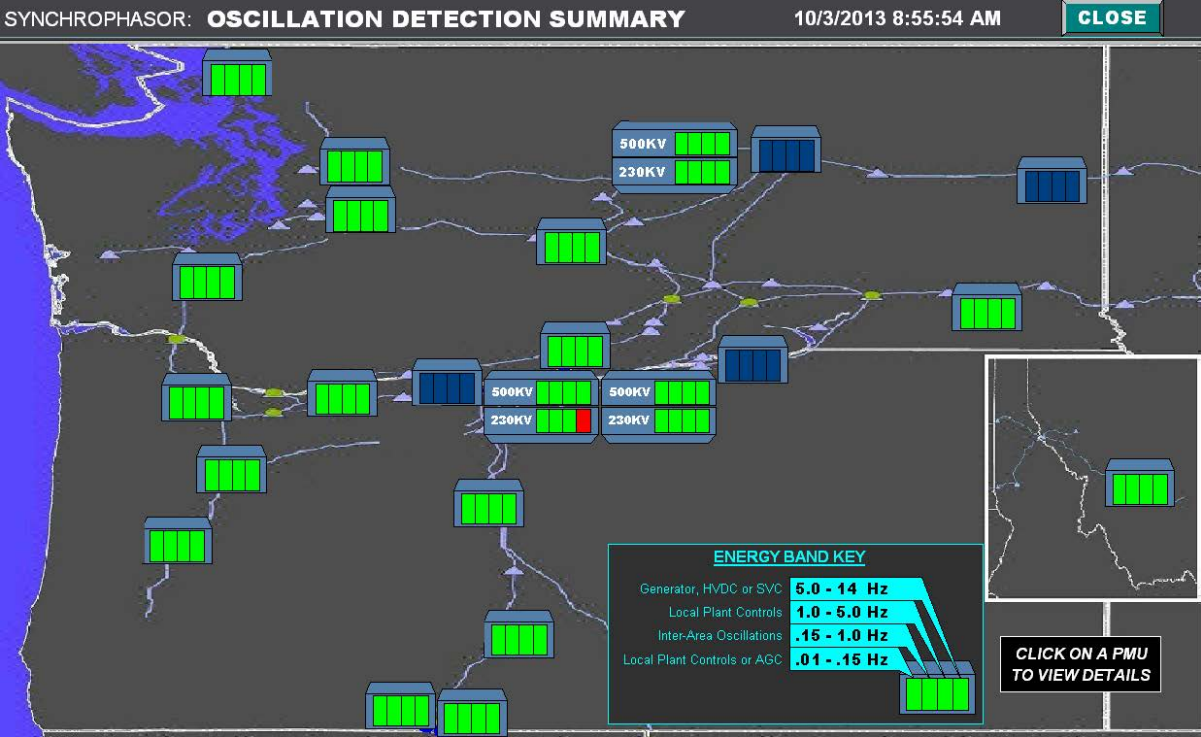 SYNCHROPHASOR: OSCILLATION DETECTION SUMMARY 10/3/2013 8:55:54 AM CLOSE
500KV
230KV
500KV 500KV
230KV 230KV
ENERGY BAND KEY
Generator, HVDC or SVC 5.0 - 14 Hz
Local Plant Controls 1.0 - 5.0 Hz
Inter-Area Oscillations .15 - 1.0 Hz
Local Plant Controls or AGC .01 - .15 Hz
CLICK ON A PMU
TO VIEW DETAILS